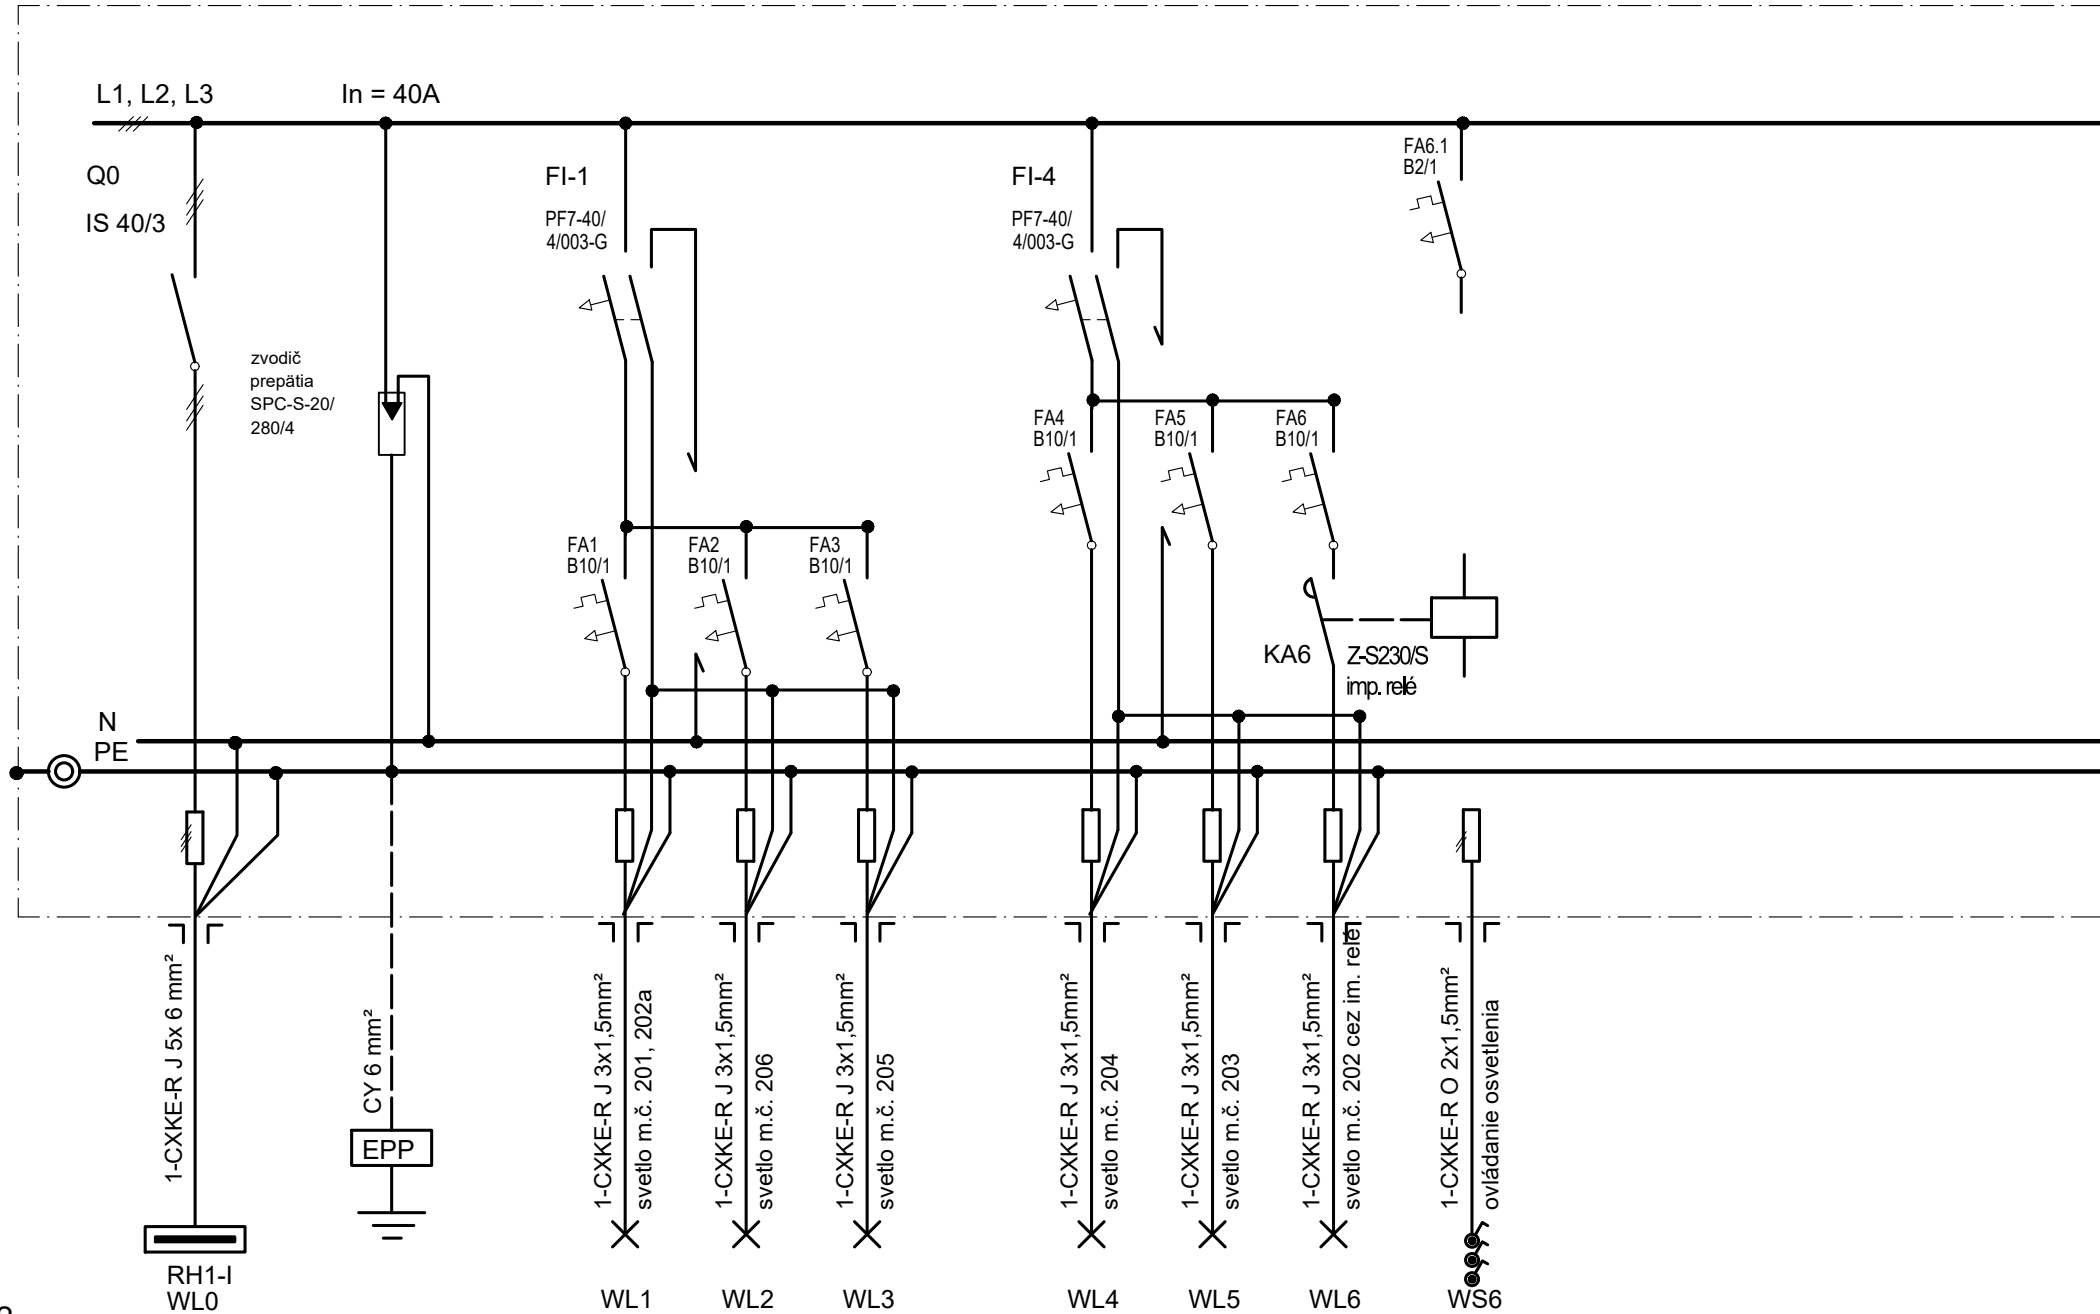 L1, L2, L3
In = 40A
Q0
IS 40/3
FI-1
PF7-40/
4/003-G
FI-4
PF7-40/
4/003-G
FA6.1
B2/1
zvodič
prepätia
SPC-S-20/
280/4
FA4
B10/1
FA5
B10/1
FA6
B10/1
FA1
B10/1
FA2
B10/1
FA3
B10/1
KA6
Z-S230/S
imp. relé
N
PE
1-CXKE-R J 5x 6 mm²
CY 6 mm²
EPP
1-CXKE-R J 3x1,5mm²
svetlo m.č. 201, 202a
1-CXKE-R J 3x1,5mm²
svetlo m.č. 206
1-CXKE-R J 3x1,5mm²
svetlo m.č. 205
1-CXKE-R J 3x1,5mm²
svetlo m.č. 204
1-CXKE-R J 3x1,5mm²
svetlo m.č. 203
1-CXKE-R J 3x1,5mm²
svetlo m.č. 202 cez im. relé
1-CXKE-R O 2x1,5mm²
ovládanie osvetlenia
RH1-I
WL0
WL1
WL2
WL3
WL4
WL5
WL6
WS6